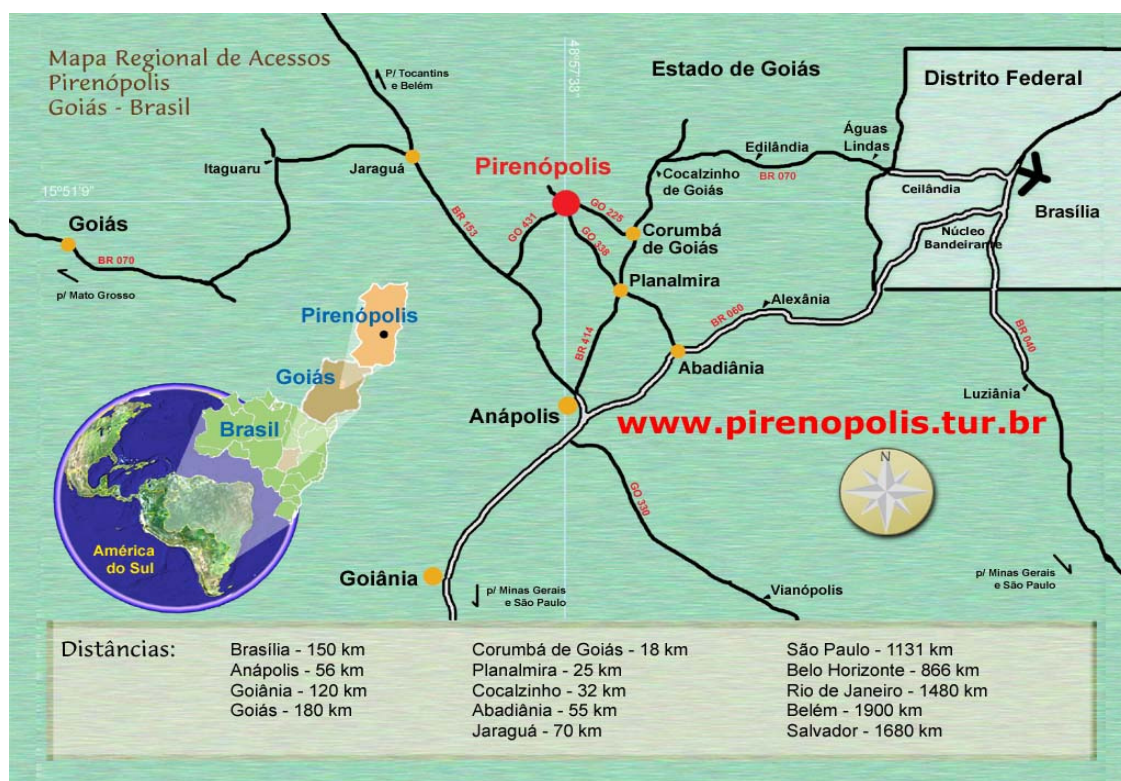 Mapa Regional de Acessos
Pirenópolis
Goiás - Brasil
P/ Tocantins
e Belém
48º57'33"
Estado de Goiás
Distrito Federal
Itaguaru
Jaraguá
Pirenópolis
Cocalzinho
de Goiás
Edilândia
BR 070
Águas
Lindas
Ceilândia
Brasília
15º51'9"
Goiás
BR 070
p/ Mato Grosso
BR 153
GO 431
GO 225
GO 338
Corumbá
de Goiás
Núcleo
Bandeirante
Planalmira
Alexânia
BR 060
BR 414
BR 040
Abadiânia
Luziânia
Pirenópolis
Goiás
Brasil
Anápolis
www.pirenopolis.tur.br
N
GO 330
América
do Sul
Goiânia
p/ Minas Gerais
e São Paulo
Vianópolis
p/ Minas Gerais
e São Paulo
Distâncias:
Brasília - 150 km
Anápolis - 56 km
Goiânia - 120 km
Goiás - 180 km
Corumbá de Goiás - 18 km
Planalmira - 25 km
Cocalzinho - 32 km
Abadiânia - 55 km
Jaraguá - 70 km
São Paulo - 1131 km
Belo Horizonte - 866 km
Rio de Janeiro - 1480 km
Belém - 1900 km
Salvador - 1680 km